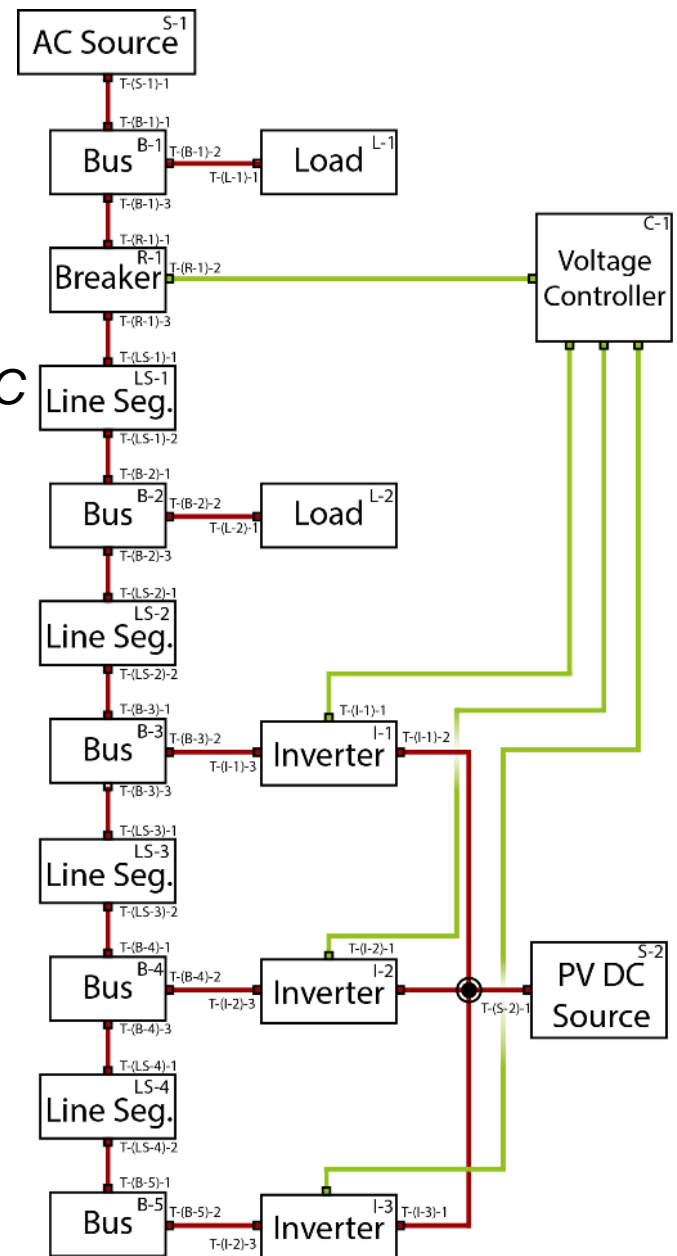 S-1
AC Source
T-(S-1)-1
T-(B-1)-1
B-1
Bus
T-(B-1)-2
T-(L-1)-1
L-1
Load
T-(B-1)-3
T-(R-1)-1
R-1
Breaker
T-(R-1)-2
C-1
Voltage
Controller
T-(R-1)-3
C
T-(LS-1)-1
LS-1
Line Seg.
T-(LS-1)-2
T-(B-2)-1
B-2
Bus
T-(B-2)-2
T-(L-2)-1
L-2
Load
T-(B-2)-3
T-(LS-2)-1
LS-2
Line Seg.
T-(LS-2)-2
T-(B-3)-1
B-3
Bus
T-(B-3)-2
T-(I-1)-3
T-(I-1)-1
I-1
Inverter
T-(I-1)-2
T-(B-3)-3
T-(LS-3)-1
LS-3
Line Seg.
T-(LS-3)-2
T-(B-4)-1
B-4
Bus
T-(B-4)-2
T-(I-2)-3
T-(I-2)-1
I-2
Inverter
T-(S-2)-1
S-2
PV DC
Source
T-(B-4)-3
T-(LS-4)-1
LS-4
Line Seg.
T-(LS-4)-2
T-(B-5)-1
B-5
Bus
T-(B-5)-2
T-(I-2)-3
I-3
Inverter
T-(I-3)-1